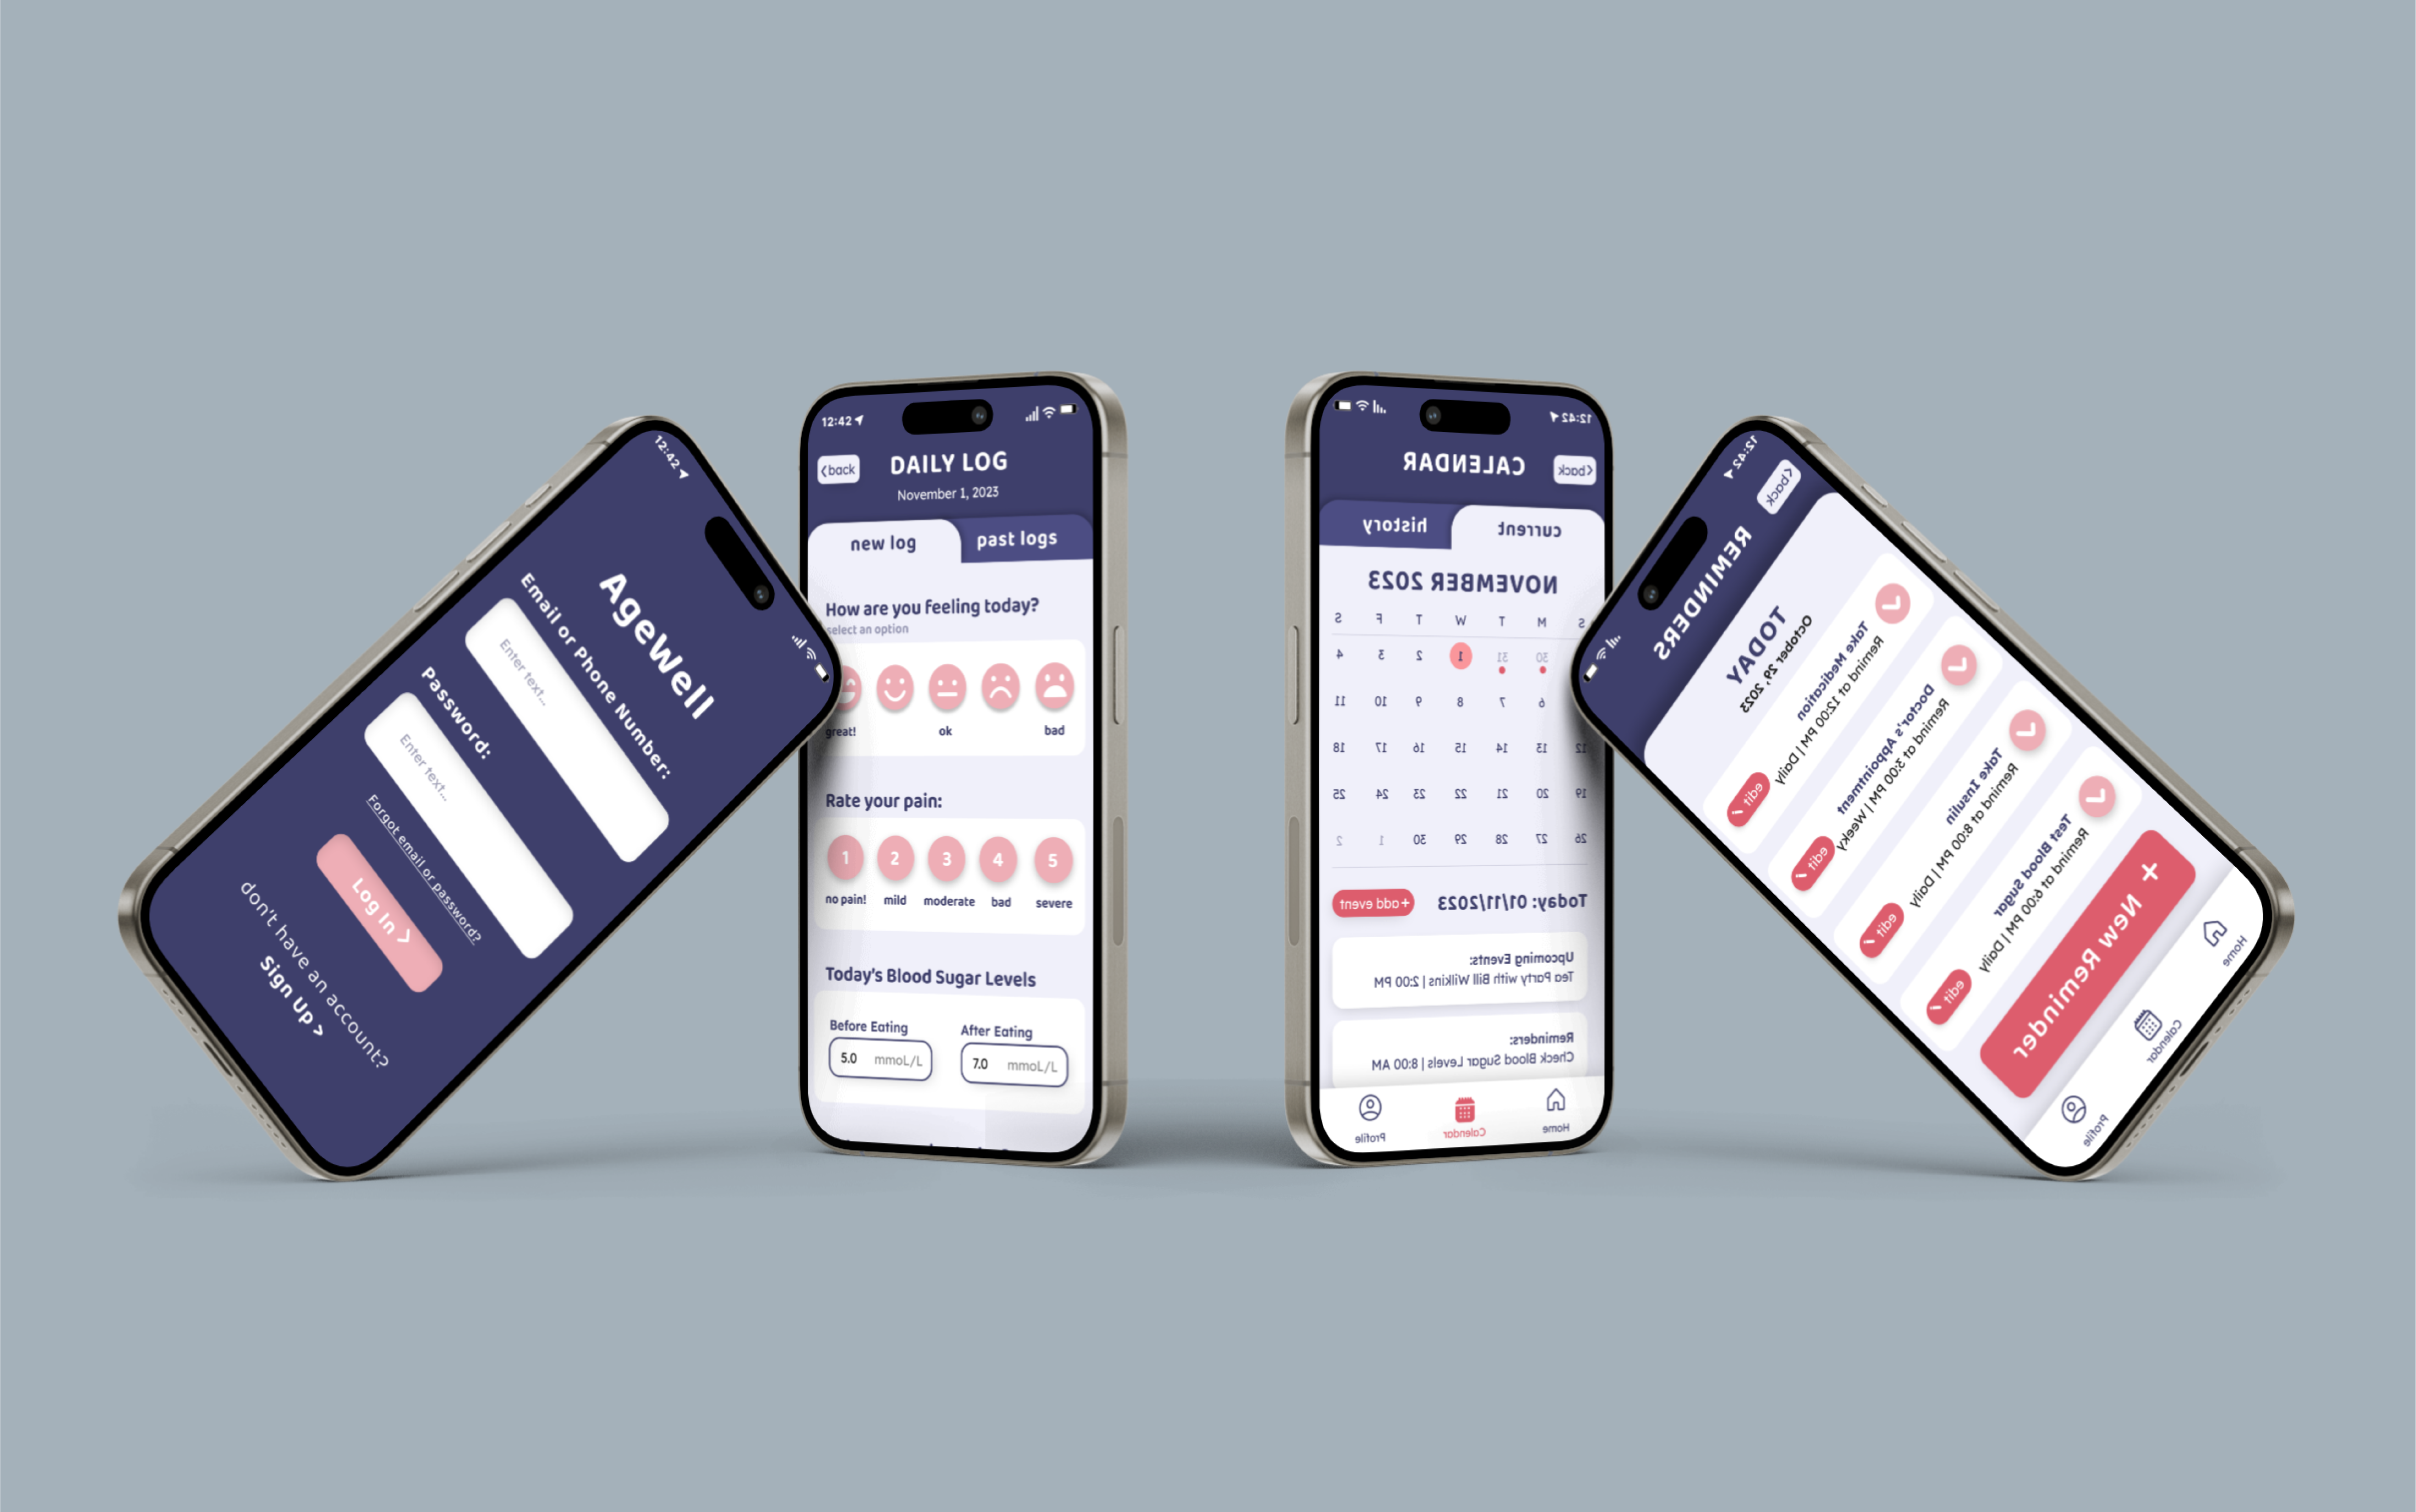 12:42
AgeWell
Email or Phone Number:
Enter text...
Password:
Enter text...
Forgot email or password?
Log In >
don't have an account?
Sign Up >
12:42
<back
DAILY LOG
November 1, 2023
new log
past logs
How are you feeling today?
select an option
great!
ok
bad
Rate your pain:
1 2 3 4 5
no pain! mild moderate bad severe
Today's Blood Sugar Levels
Before Eating
After Eating
5.0 mmoL/L
7.0 mmoL/L
12:42
<back
CALENDAR
current
history
NOVEMBER 2023
S M T W T F S
30 31 1 2 3 4
6 7 8 9 10 11
12 13 14 15 16 17 18
19 20 21 22 23 24 25
26 27 28 29 30 1 2
Today: 01/11/2023
+ add event
Upcoming Events:
Tea Party with Bill Wilkins | 2:00 PM
Reminders:
Check Blood Sugar Levels | 8:00 AM
Home
Calendar
Profile
12:42
<back
REMINDERS
TODAY
October 29, 2023
Take Medication
Remind at 12:00 PM | Daily
edit
Doctor's Appointment
Remind at 3:00 PM | Weekly
edit
Take Insulin
Remind at 8:00 PM | Daily
edit
Test Blood Sugar
Remind at 6:00 PM | Daily
edit
+ New Reminder
Home
Calendar
Profile